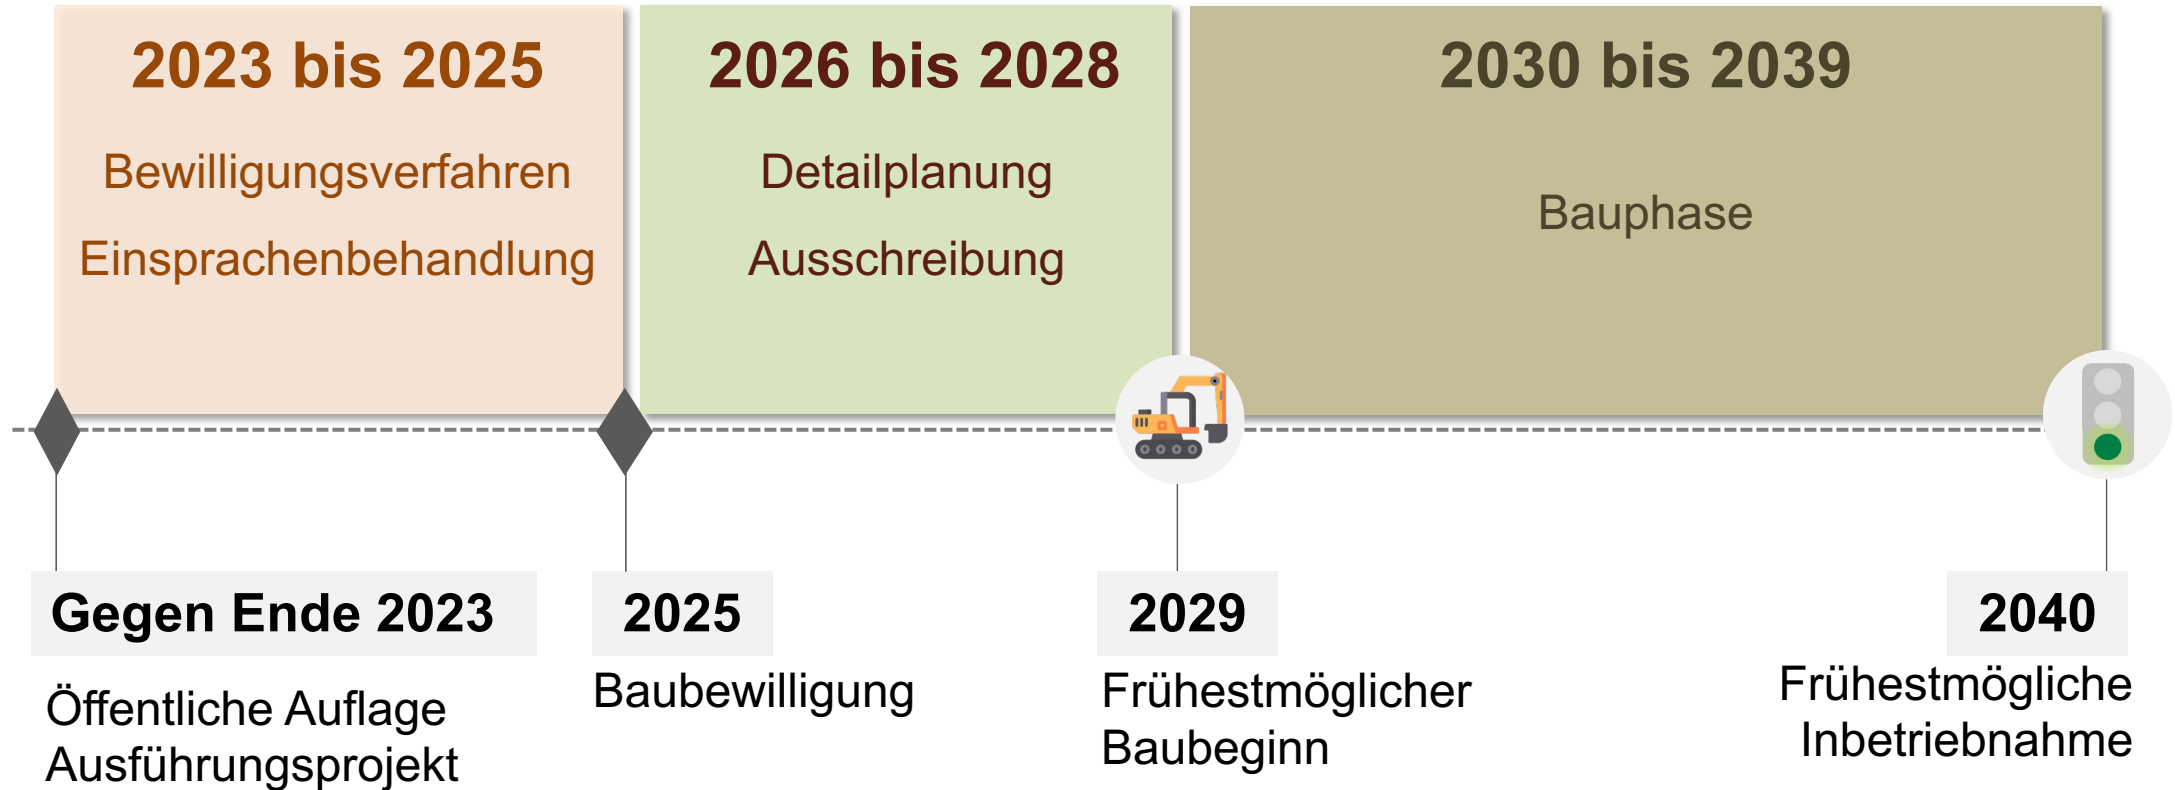 2023 bis 2025
Bewilligungsverfahren
Einsprachenbehandlung
2026 bis 2028
Detailplanung
Ausschreibung
2030 bis 2039
Bauphase
Gegen Ende 2023
Öffentliche Auflage
Ausführungsprojekt
2025
Baubewilligung
2029
Frühestmöglicher
Baubeginn
2040
Frühestmögliche
Inbetriebnahme